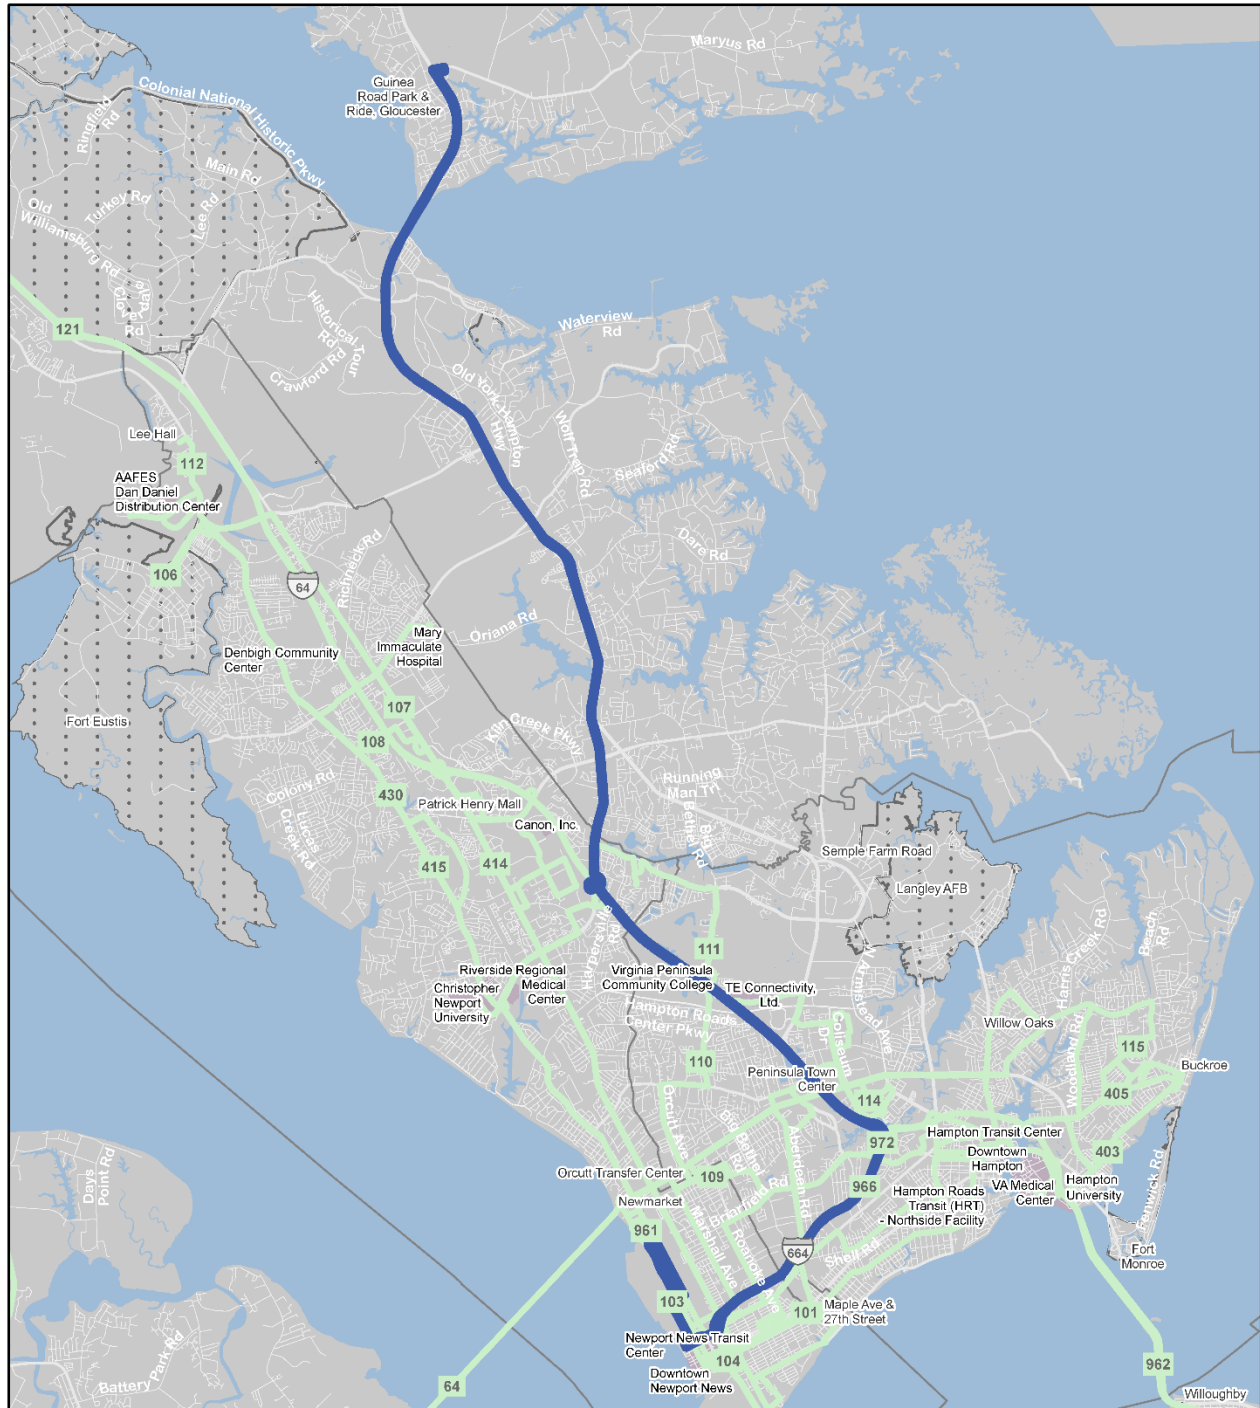 Maryus Rd
Guinea
Road Park &
Ride, Gloucester
Colonial National Historic Pkwy
Ringfield
Rd
Main Rd
Turkey Rd
Lee Rd
Old
Williamsburg Rd
Cloverdale
Rd
121
Historical Tour
Rd
Crawford Rd
Waterview
Rd
Old York-Hampton
Hwy
Wolf Trap Rd
Seaford Rd
Lee Hall
112
AAFES
Dan Daniel
Distribution Center
Dare Rd
Richneck Rd
106
64
Oriana Rd
Mary
Immaculate
Hospital
Denbigh Community
Center
Fort Eustis
107
108
Kiln Creek Pkwy
Running
Man Trl
Big
Bethel Rd
Colony Rd
430
Patrick Henry Mall
Lucas
Creek Rd
Canon, Inc.
Semple Farm Road
415
414
Langley AFB
Harpersville
Rd
Harris Creek Rd
Beach
Rd
111
Riverside Regional
Medical
Center
Virginia Peninsula
Community College
TE Connectivity,
Ltd.
N Armistead Ave
Christopher
Newport
University
Hampton Roads
Center Pkwy
Coliseum
Dr
Willow Oaks
Woodland Rd
115
110
Peninsula Town
Center
Buckroe
405
114
Orcutt Ave
Big Bethel
Rd
Aberdeen Rd
972
Hampton Transit Center
403
Downtown
Hampton
Orcutt Transfer Center
109
VA Medical
Center
Hampton
University
Fenwick Rd
966
Briarfield Rd
Hampton Roads
Transit (HRT)
- Northside Facility
Newmarket
961
Marshall Ave
Roanoke Ave
664
Shell Rd
Fort
Monroe
Days
Point Rd
103
101
Maple Ave &
27th Street
Newport News Transit
Center
104
Downtown
Newport News
962
Battery Park Rd
64
Willoughby